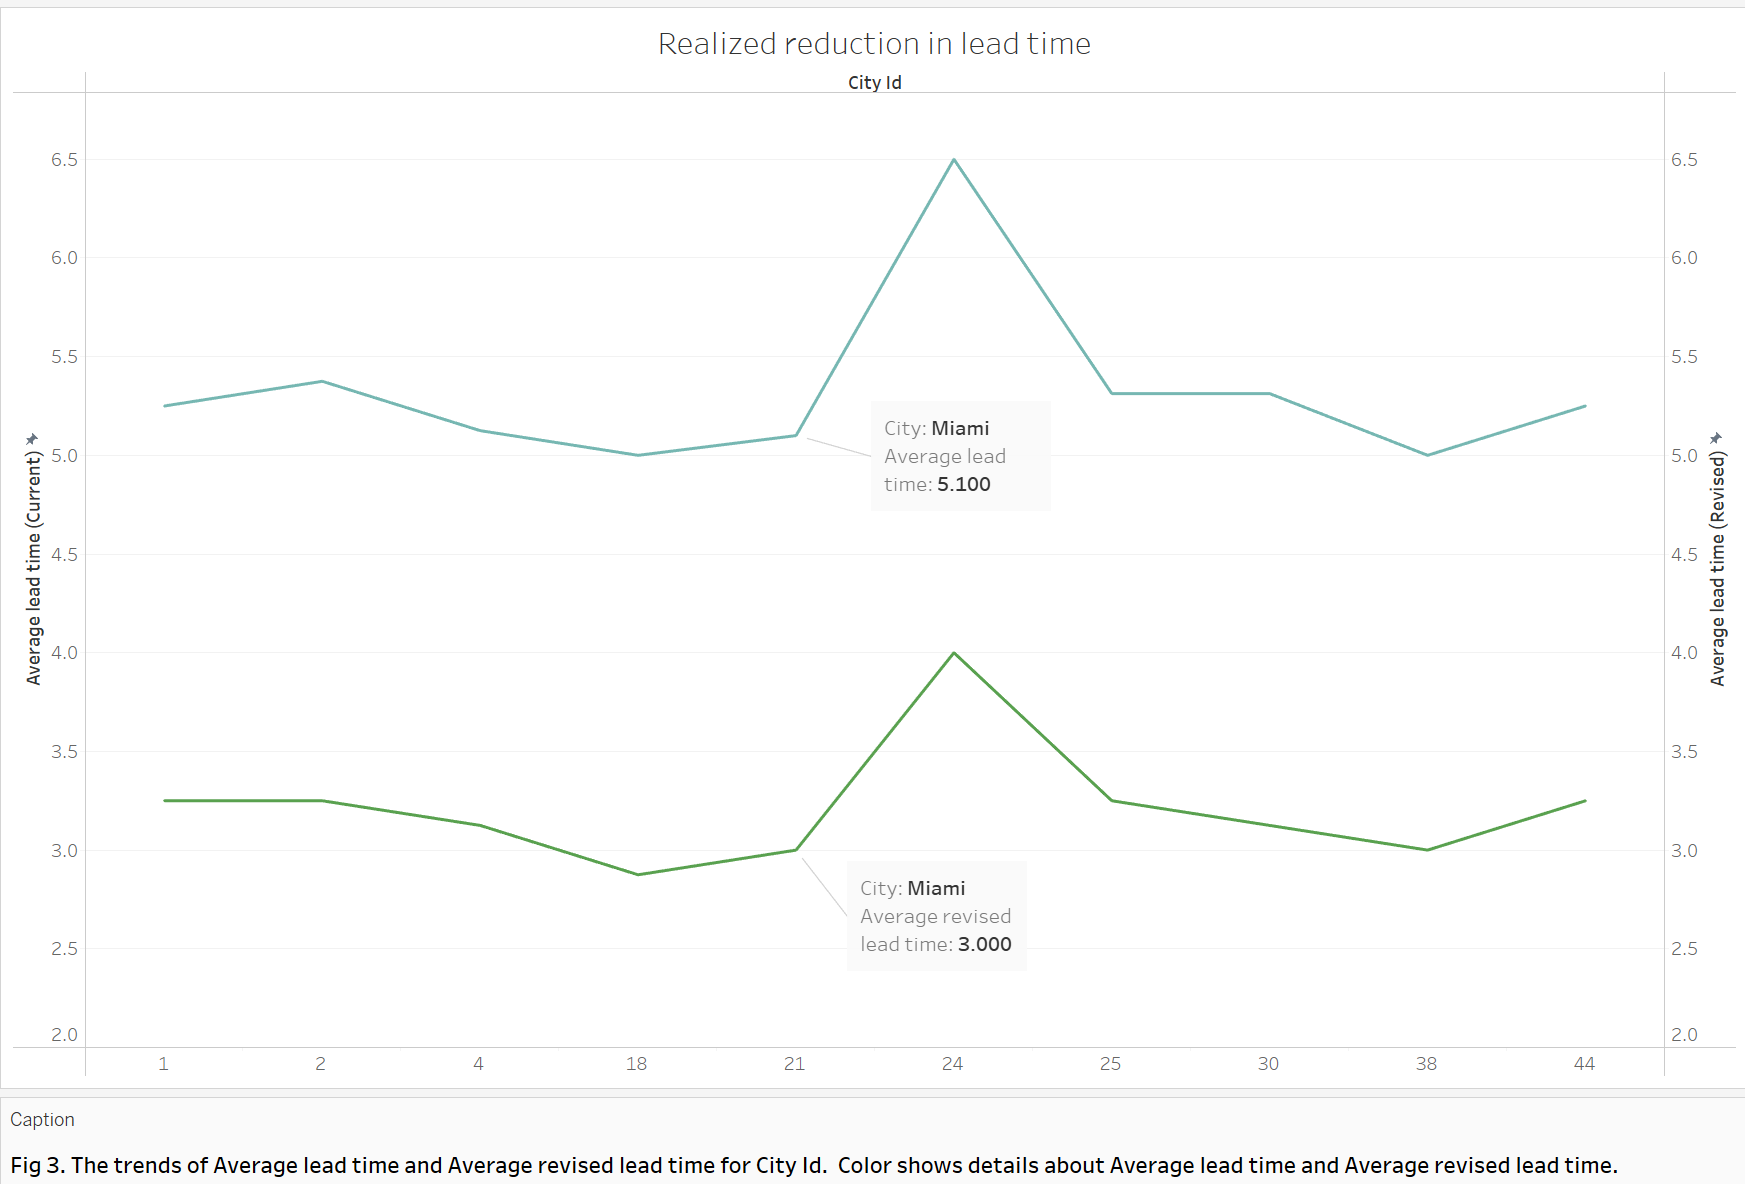 Realized reduction in lead time
City Id
Average lead time (Current)
6.5
6.0
5.5
5.0
4.5
4.0
3.5
3.0
2.5
2.0
City: Miami
Average lead
time: 5.100
City: Miami
Average revised
lead time: 3.000
6.5
6.0
5.5
5.0
4.5
4.0
3.5
3.0
2.5
2.0
Average lead time (Revised)
1 2 4 18 21 24 25 30 38 44
Caption
Fig 3. The trends of Average lead time and Average revised lead time for City Id.  Color shows details about Average lead time and Average revised lead time.